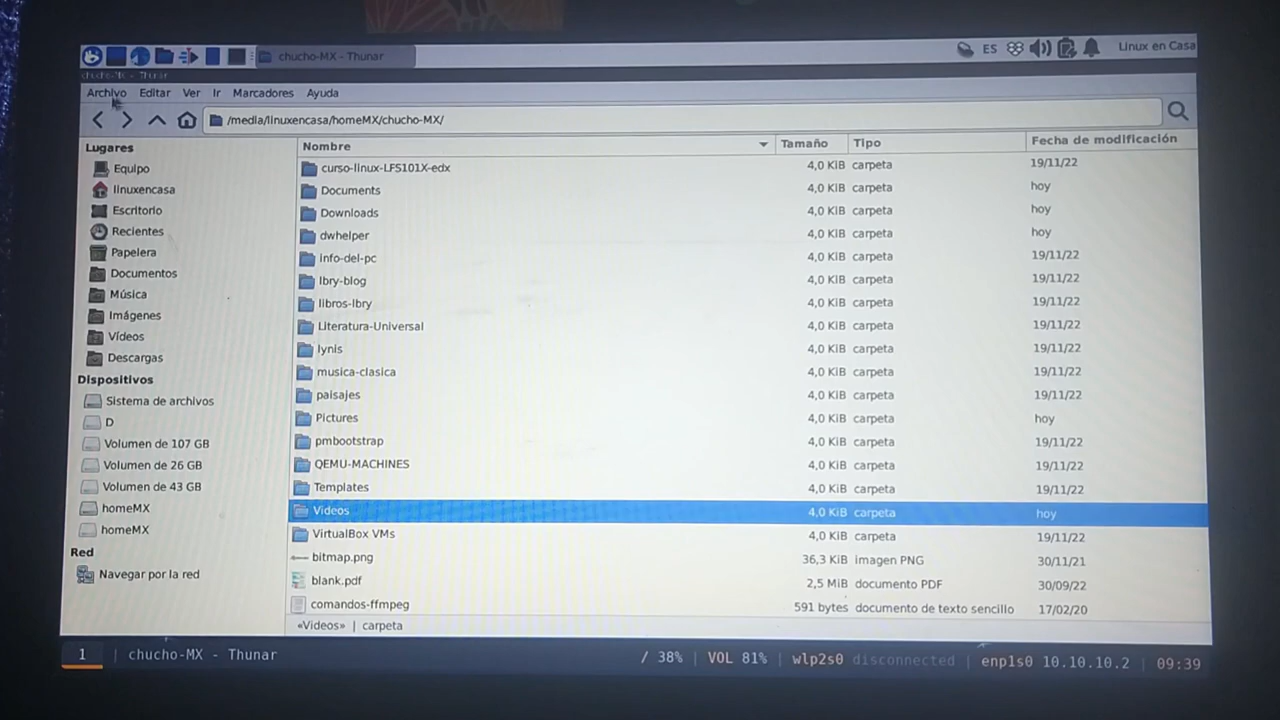 chucho-MX - Thunar
ES
Linux en Casa
chucho-MX - Thunar
Archivo Editar Ver Ir Marcadores Ayuda
/media/linuxencasa/homeMX/chucho-MX/
Lugares
Equipo
linuxencasa
Escritorio
Recientes
Papelera
Documentos
Música
Imágenes
Vídeos
Descargas
Dispositivos
Sistema de archivos
D
Volumen de 107 GB
Volumen de 26 GB
Volumen de 43 GB
homeMX
homeMX
Red
Navegar por la red
Nombre Tamaño Tipo Fecha de modificación
curso-linux-LFS101X-edx 4,0 KiB carpeta 19/11/22
Documents 4,0 KiB carpeta hoy
Downloads 4,0 KiB carpeta hoy
dwhelper 4,0 KiB carpeta hoy
info-del-pc 4,0 KiB carpeta 19/11/22
lbry-blog 4,0 KiB carpeta 19/11/22
libros-lbry 4,0 KiB carpeta 19/11/22
Literatura-Universal 4,0 KiB carpeta 19/11/22
lynis 4,0 KiB carpeta 19/11/22
musica-clasica 4,0 KiB carpeta 19/11/22
paisajes 4,0 KiB carpeta 19/11/22
Pictures 4,0 KiB carpeta hoy
pmbootstrap 4,0 KiB carpeta 19/11/22
QEMU-MACHINES 4,0 KiB carpeta 19/11/22
Templates 4,0 KiB carpeta 19/11/22
Videos 4,0 KiB carpeta hoy
VirtualBox VMs 4,0 KiB carpeta 19/11/22
bitmap.png 36,3 KiB imagen PNG 30/11/21
blank.pdf 2,5 MiB documento PDF 30/09/22
comandos-ffmpeg 591 bytes documento de texto sencillo 17/02/20
«Videos» | carpeta
1 | chucho-MX - Thunar / 38% | VOL 81% | wlp2s0 disconnected | enp1s0 10.10.10.2 | 09:39